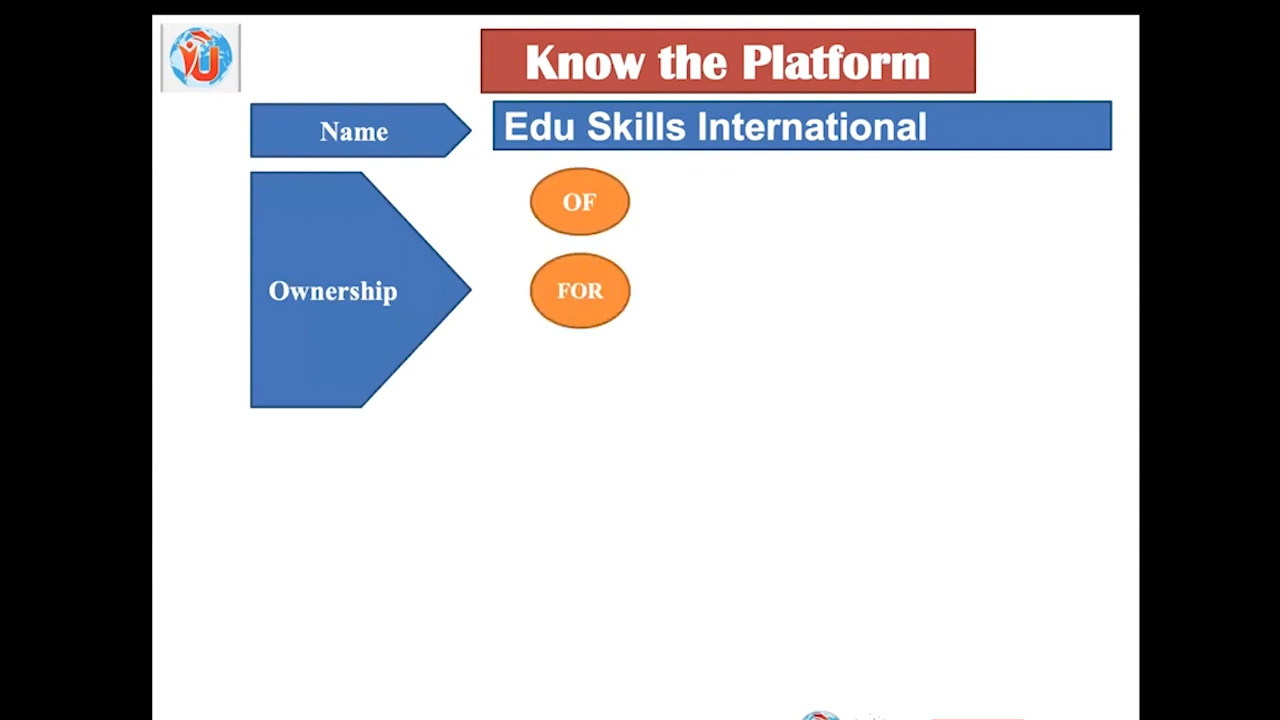 Know the Platform
Name
Edu Skills International
OF
Ownership
FOR
U